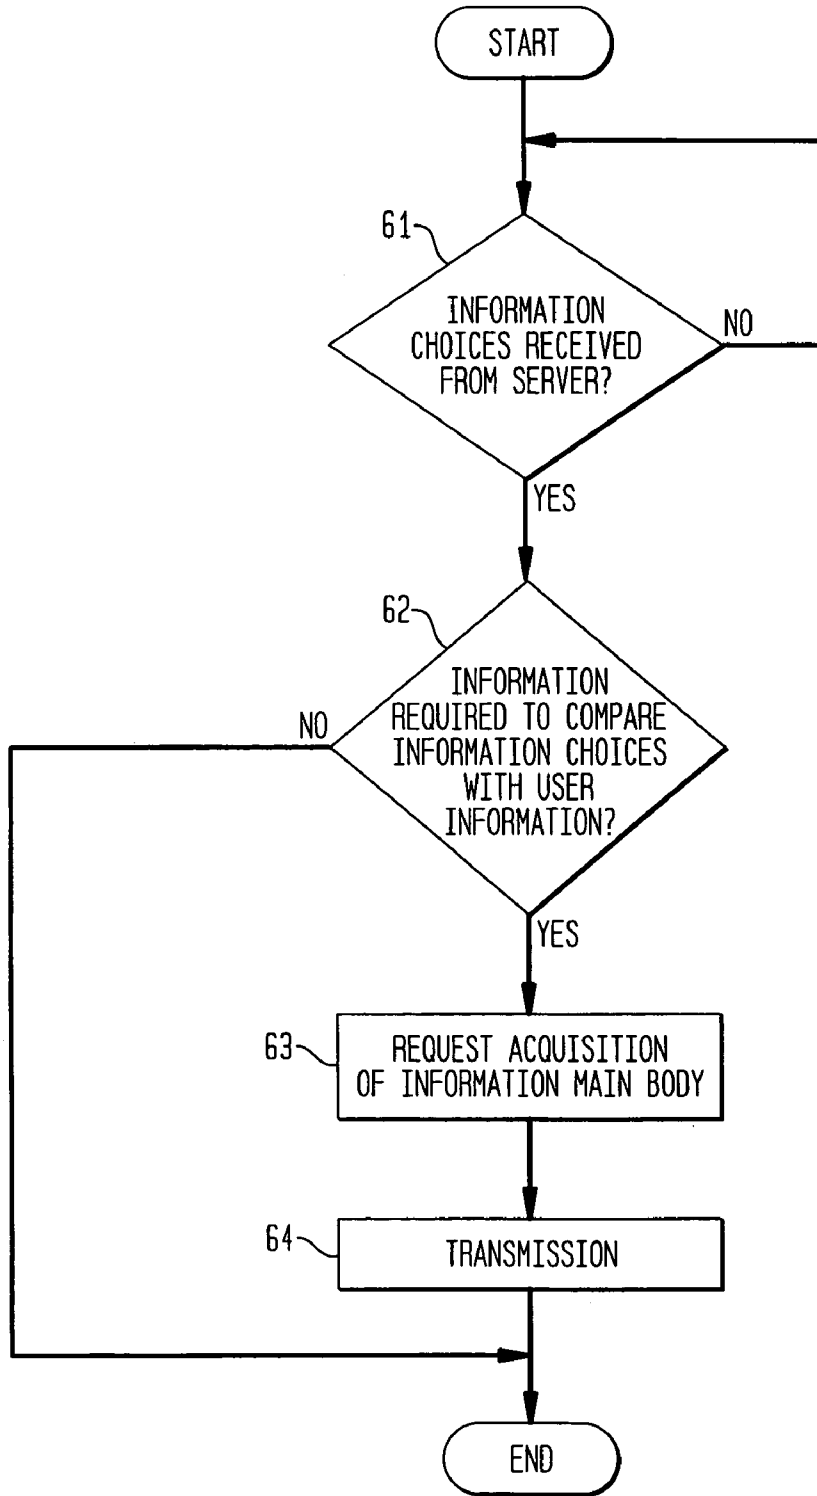 START
61
INFORMATION
CHOICES RECEIVED
FROM SERVER?
NO
YES
62
INFORMATION
REQUIRED TO COMPARE
INFORMATION CHOICES
WITH USER
INFORMATION?
NO
YES
63
REQUEST ACQUISITION
OF INFORMATION MAIN BODY
64
TRANSMISSION
END